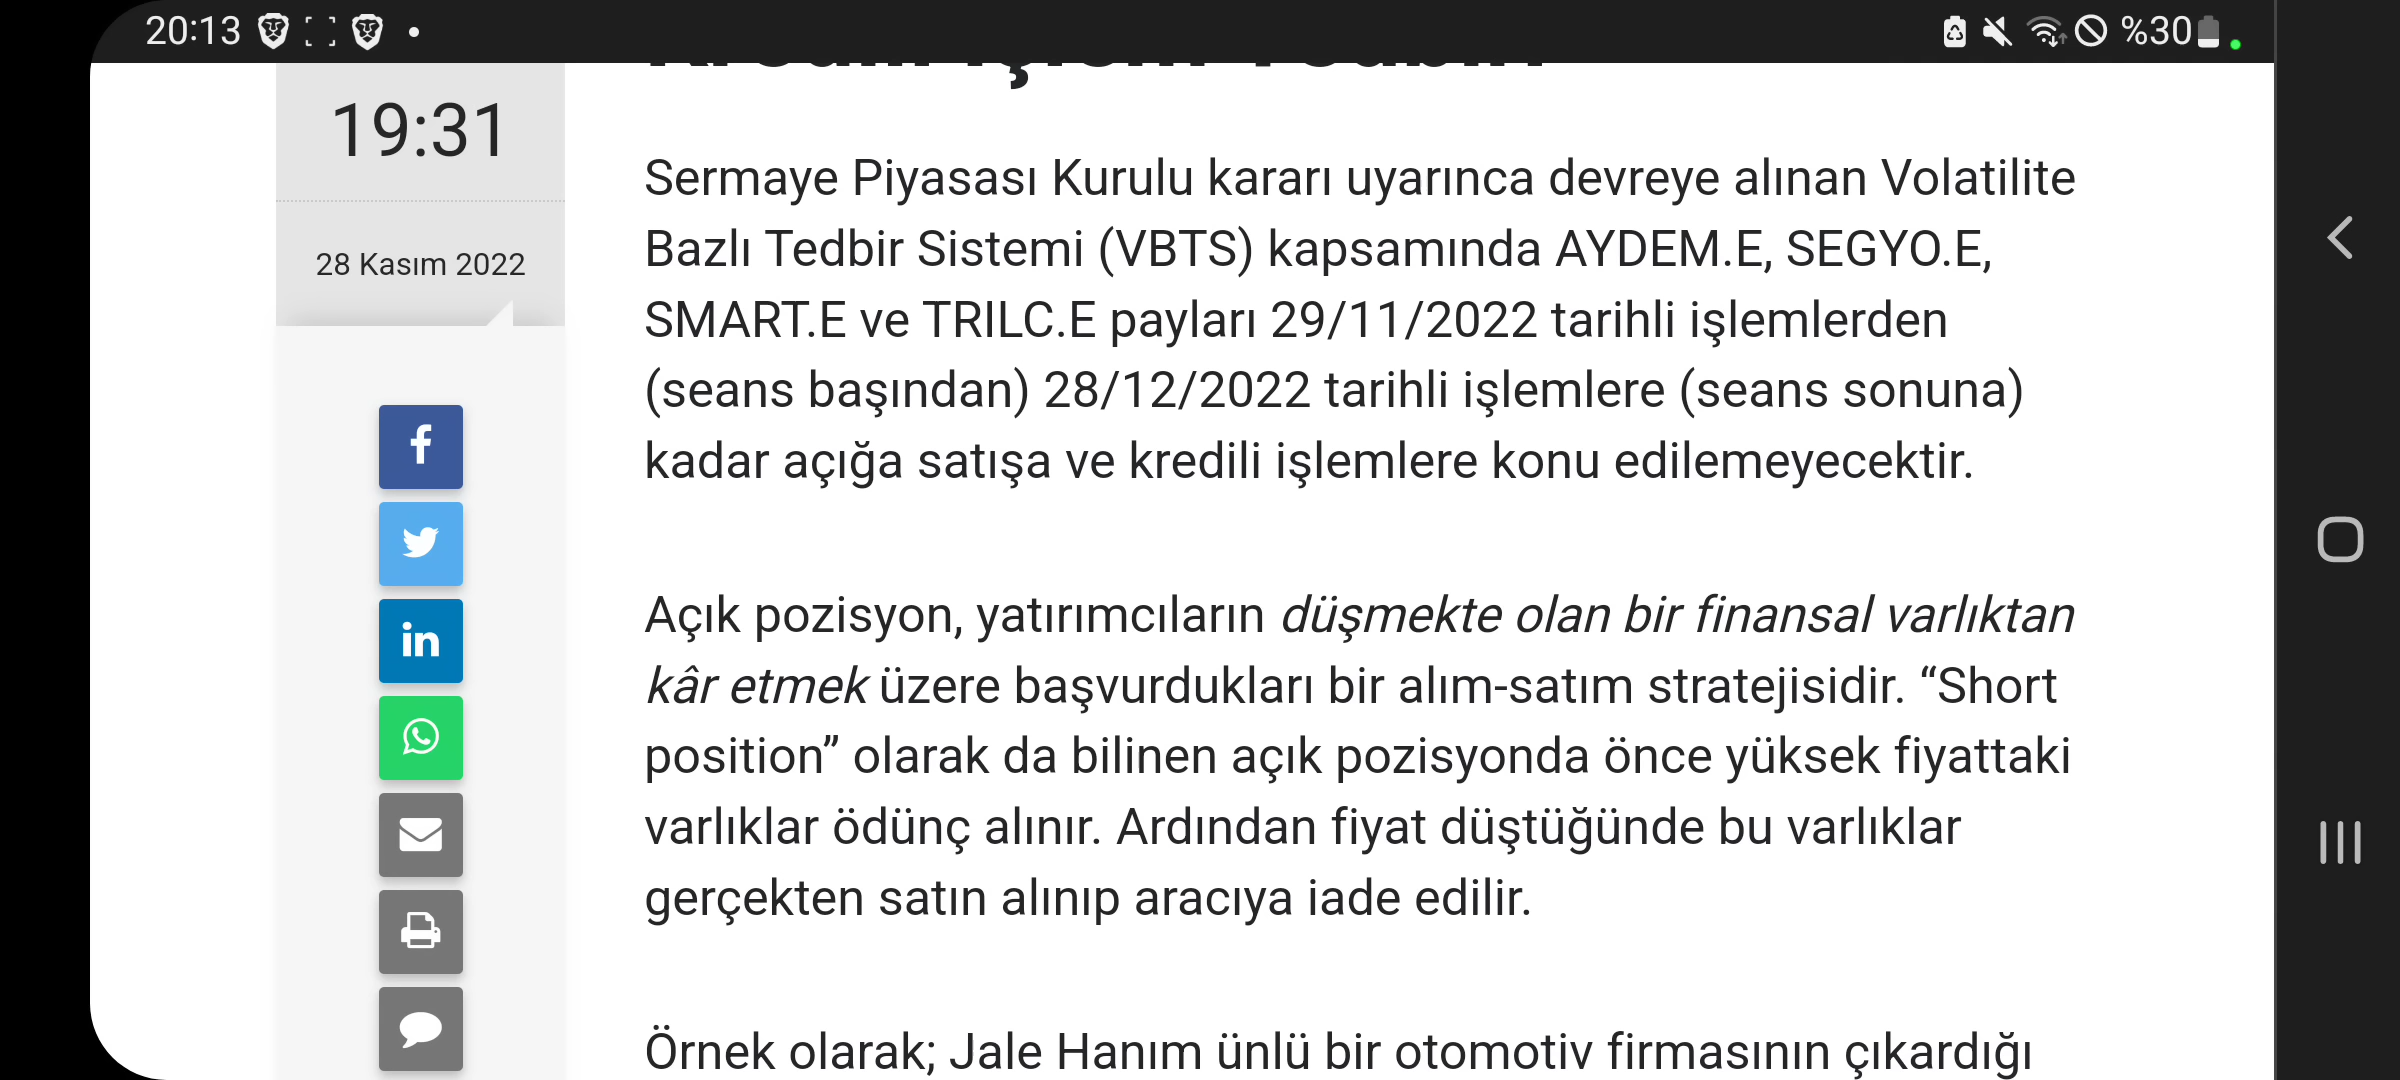 20:13
%30
19:31
28 Kasım 2022
Sermaye Piyasası Kurulu kararı uyarınca devreye alınan Volatilite
Bazlı Tedbir Sistemi (VBTS) kapsamında AYDEM.E, SEGYO.E,
SMART.E ve TRILC.E payları 29/11/2022 tarihli işlemlerden
(seans başından) 28/12/2022 tarihli işlemlere (seans sonuna)
kadar açığa satışa ve kredili işlemlere konu edilemeyecektir.
Açık pozisyon, yatırımcıların düşmekte olan bir finansal varlıktan
kâr etmek üzere başvurdukları bir alım-satım stratejisidir. “Short
position” olarak da bilinen açık pozisyonda önce yüksek fiyattaki
varlıklar ödünç alınır. Ardından fiyat düştüğünde bu varlıklar
gerçekten satın alınıp aracıya iade edilir.
Örnek olarak; Jale Hanım ünlü bir otomotiv firmasının çıkardığı